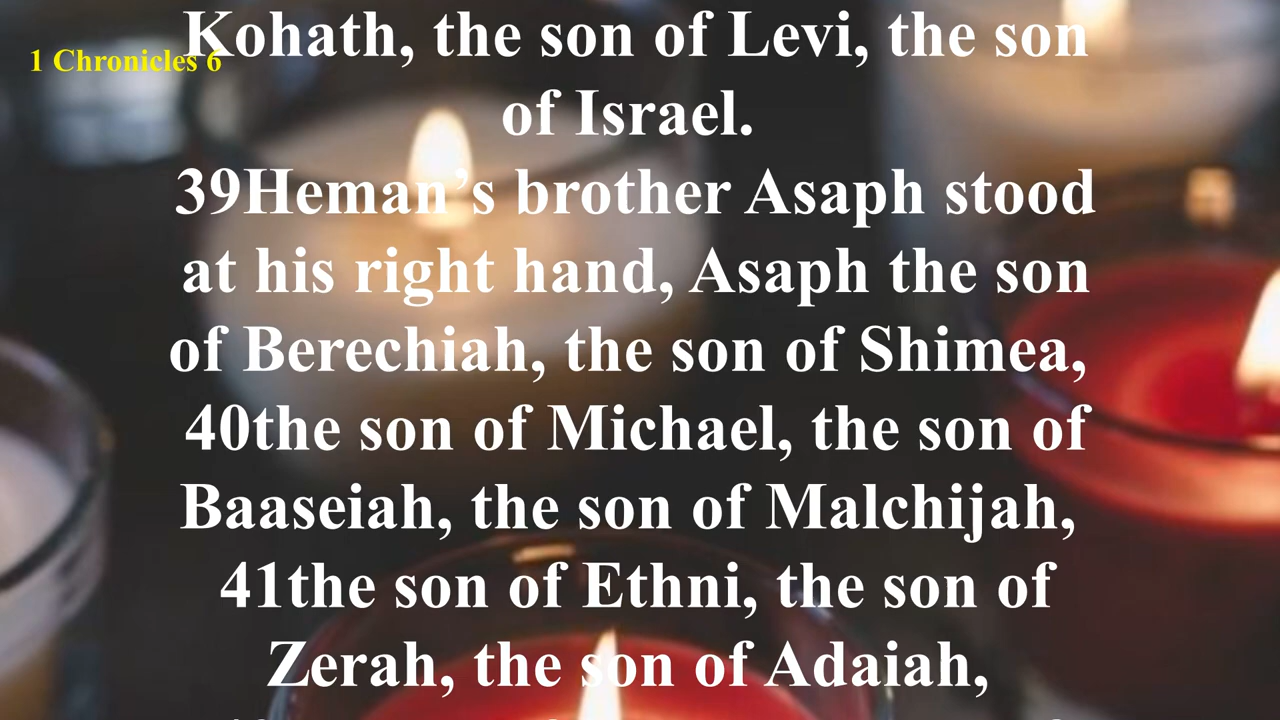 Kohath, the son of Levi, the son
1 Chronicles 6
of Israel.
39Heman’s brother Asaph stood
at his right hand, Asaph the son
of Berechiah, the son of Shimea,
40the son of Michael, the son of
Baaseiah, the son of Malchijah,
41the son of Ethni, the son of
Zerah, the son of Adaiah,